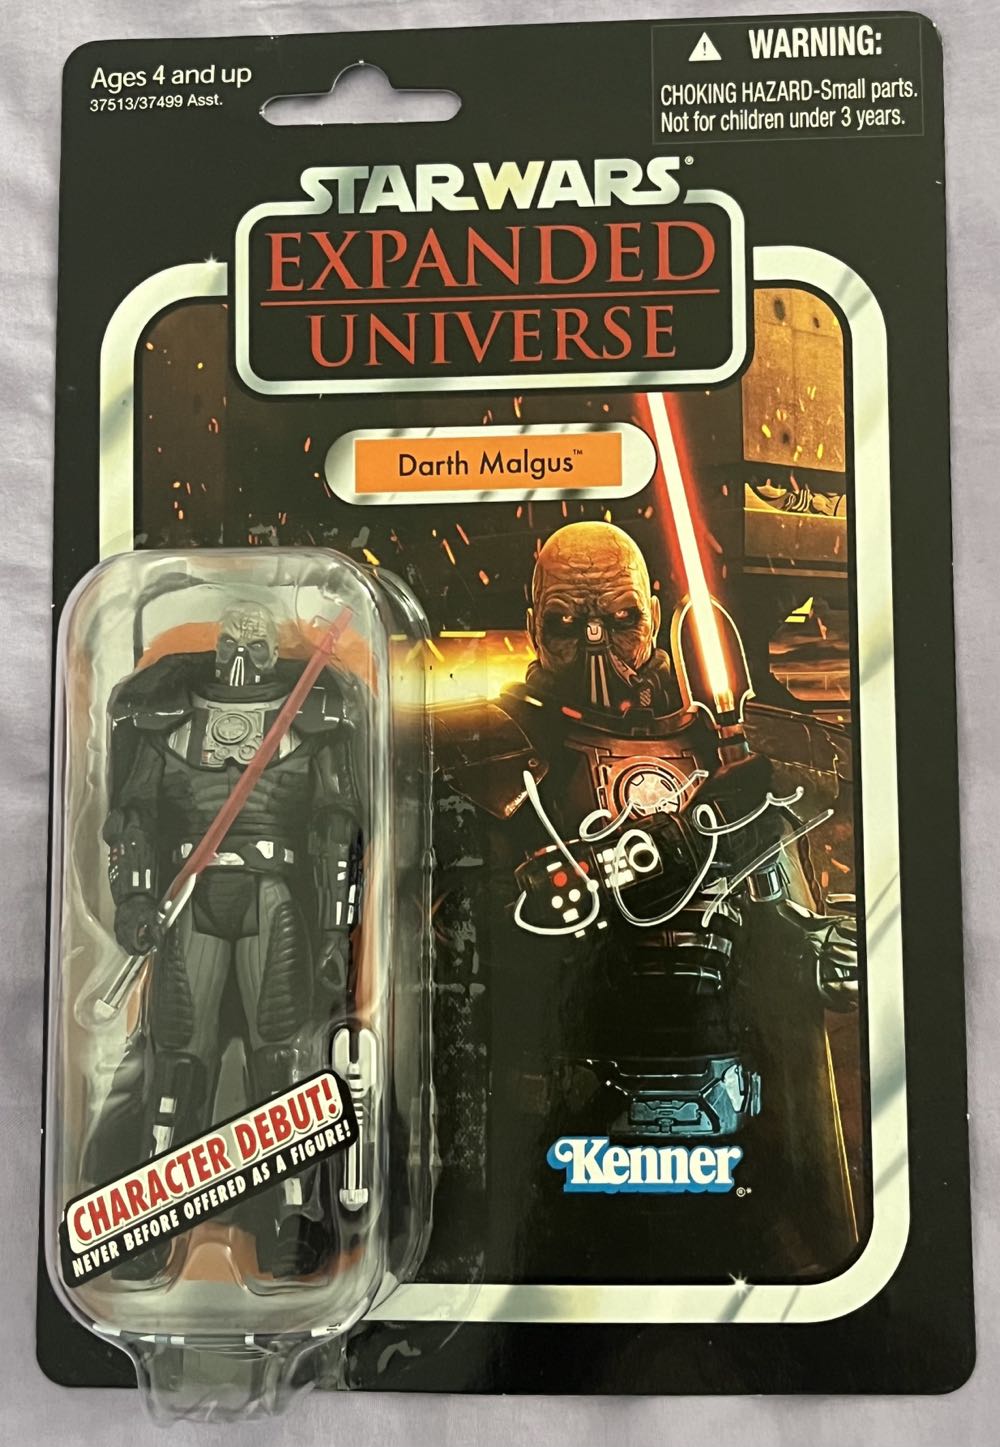 Ages 4 and up
37513/37499 Asst.
WARNING:
CHOKING HAZARD-Small parts.
Not for children under 3 years.
STAR WARS®
EXPANDED
UNIVERSE
Darth Malgus™
Kenner®*
CHARACTER DEBUT!
NEVER BEFORE OFFERED AS A FIGURE!